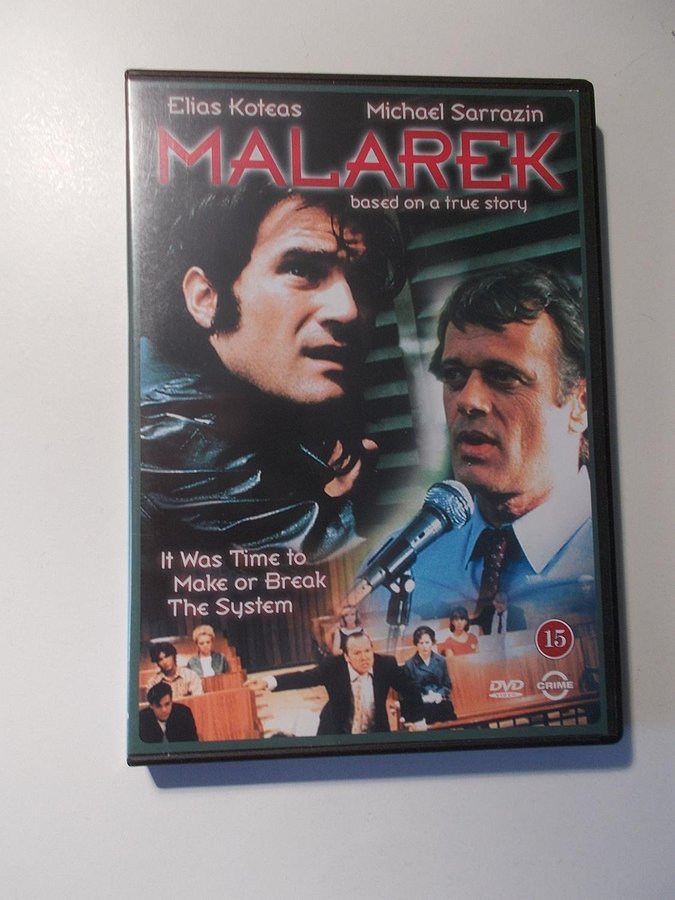 Elias Koteas Michael Sarrazin
MALAREK
based on a true story
It Was Time to
Make or Break
The System
15
DVD
VIDEO
CRIME